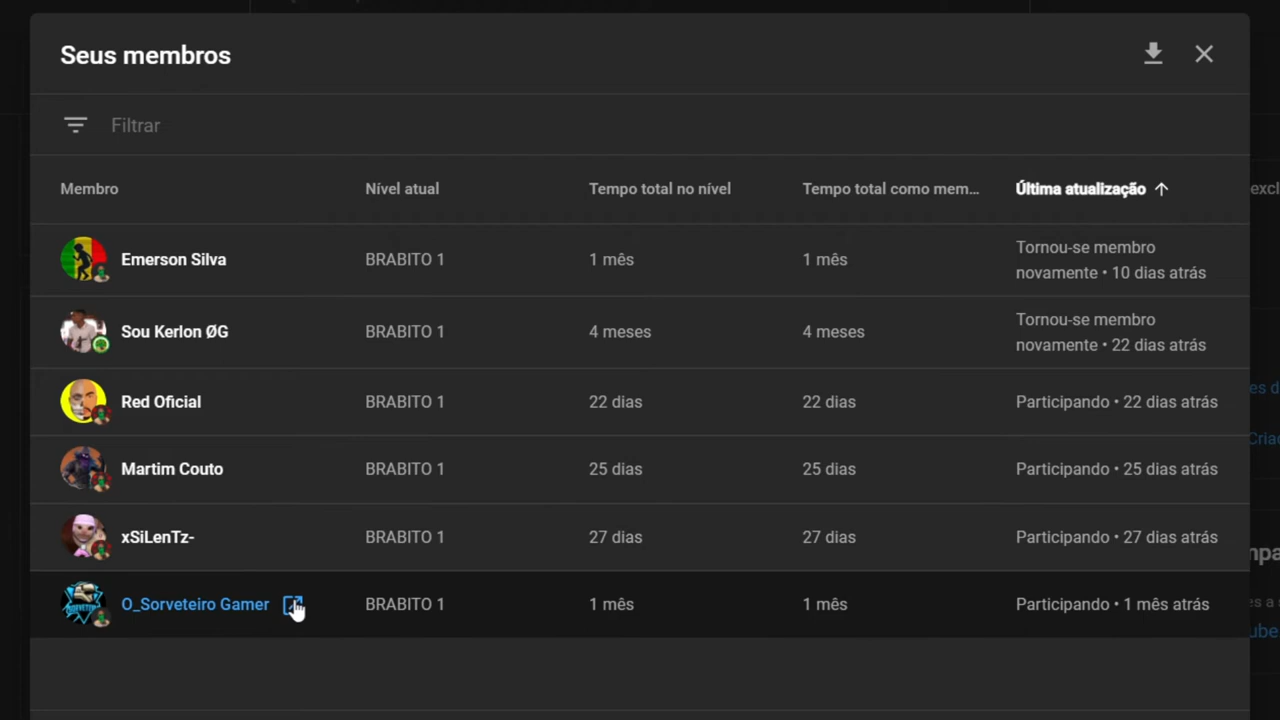 Seus membros
Filtrar
Membro Nível atual Tempo total no nível Tempo total como mem... Última atualização
Emerson Silva BRABITO 1 1 mês 1 mês Tornou-se membro
novamente • 10 dias atrás
Sou Kerlon ØG BRABITO 1 4 meses 4 meses Tornou-se membro
novamente • 22 dias atrás
Red Oficial BRABITO 1 22 dias 22 dias Participando • 22 dias atrás
Martim Couto BRABITO 1 25 dias 25 dias Participando • 25 dias atrás
xSiLenTz- BRABITO 1 27 dias 27 dias Participando • 27 dias atrás
O_Sorveteiro Gamer BRABITO 1 1 mês 1 mês Participando • 1 mês atrás